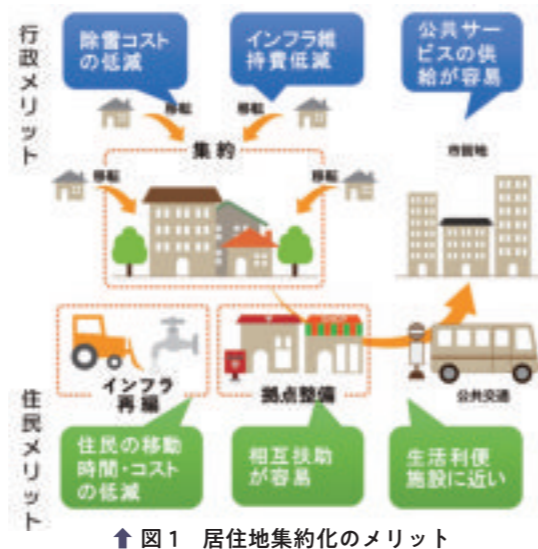 行政メリット
除雪コスト
の低減
インフラ維
持費低減
公共サー
ビスの供
給が容易
移転
移転
集約
市街地
移転
移転
インフラ
再編
拠点整備
公共交通
住民メリット
住民の移動
時間・コスト
の低減
相互扶助
が容易
生活利便
施設に近い
図1 居住地集約化のメリット